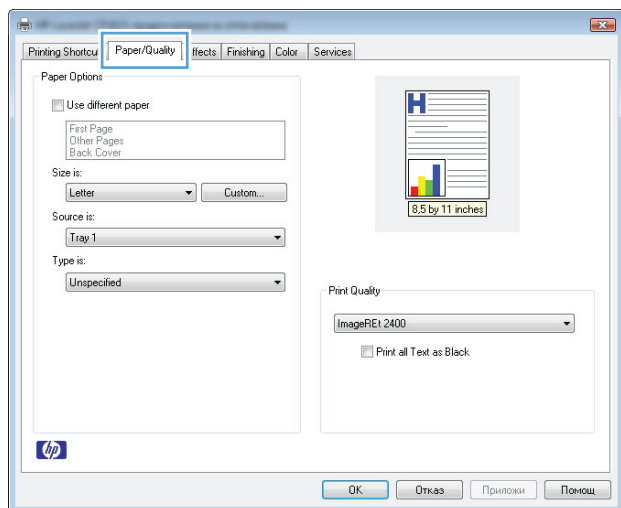 Printing Shortcu Paper/Quality ffects Finishing Color Services
Paper Options
Use different paper
First Page
Other Pages
Back Cover
Size is:
Letter Custom...
Source is:
Tray 1
Type is:
Unspecified
H
8,5 by 11 inches
Print Quality
ImageREt 2400
Print all Text as Black
hp
OK Отказ Приложи Помощ